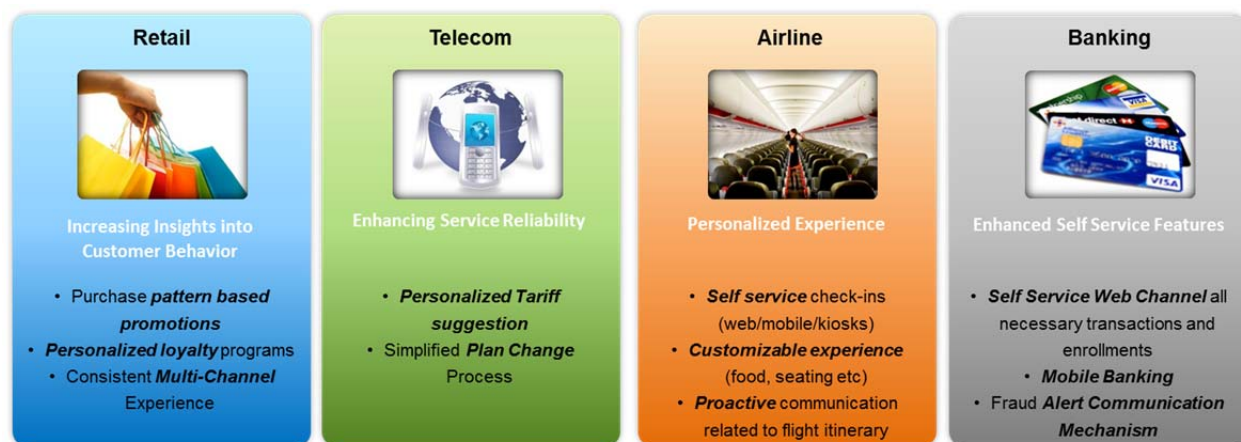 Retail
Increasing Insights into
Customer Behavior
• Purchase pattern based
promotions
• Personalized loyalty programs
• Consistent Multi-Channel
Experience
Telecom
Enhancing Service Reliability
• Personalized Tariff
suggestion
• Simplified Plan Change
Process
Airline
Personalized Experience
• Self service check-ins
(web/mobile/kiosks)
• Customizable experience
(food, seating etc)
• Proactive communication
related to flight itinerary
Banking
VISA
DEBIT
CARD
VISA
Enhanced Self Service Features
• Self Service Web Channel all
necessary transactions and
enrollments
• Mobile Banking
• Fraud Alert Communication
Mechanism